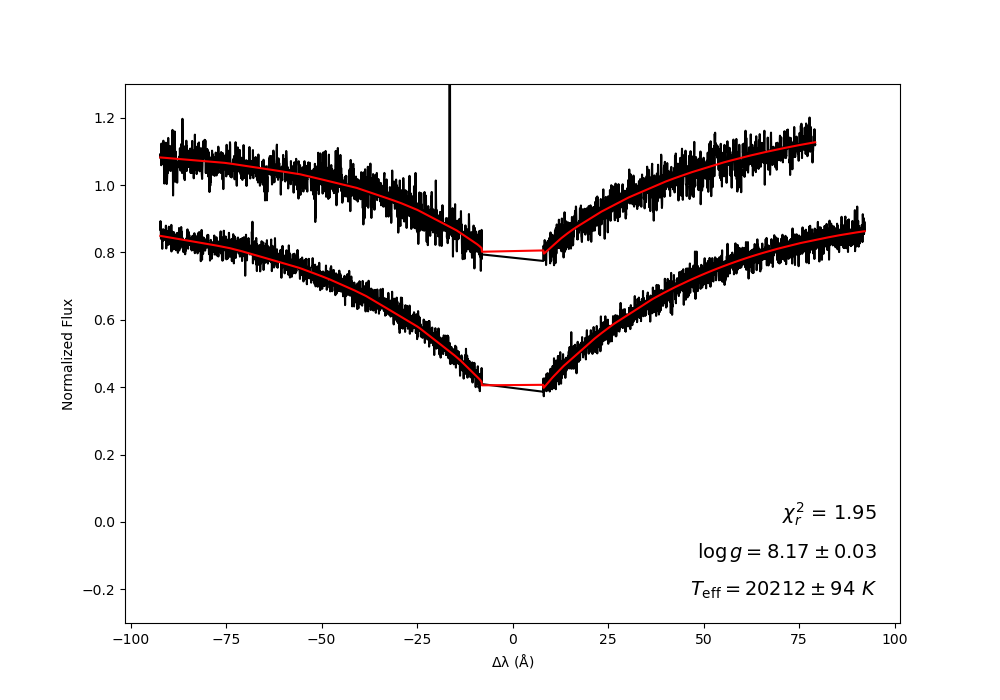 1.2
1.0
0.8
0.6
0.4
0.2
0.0
−0.2
Normalized Flux
χ²ᵣ = 1.95
log g = 8.17 ± 0.03
T_eff = 20212 ± 94 K
−100 −75 −50 −25 0 25 50 75 100
Δλ (Å)